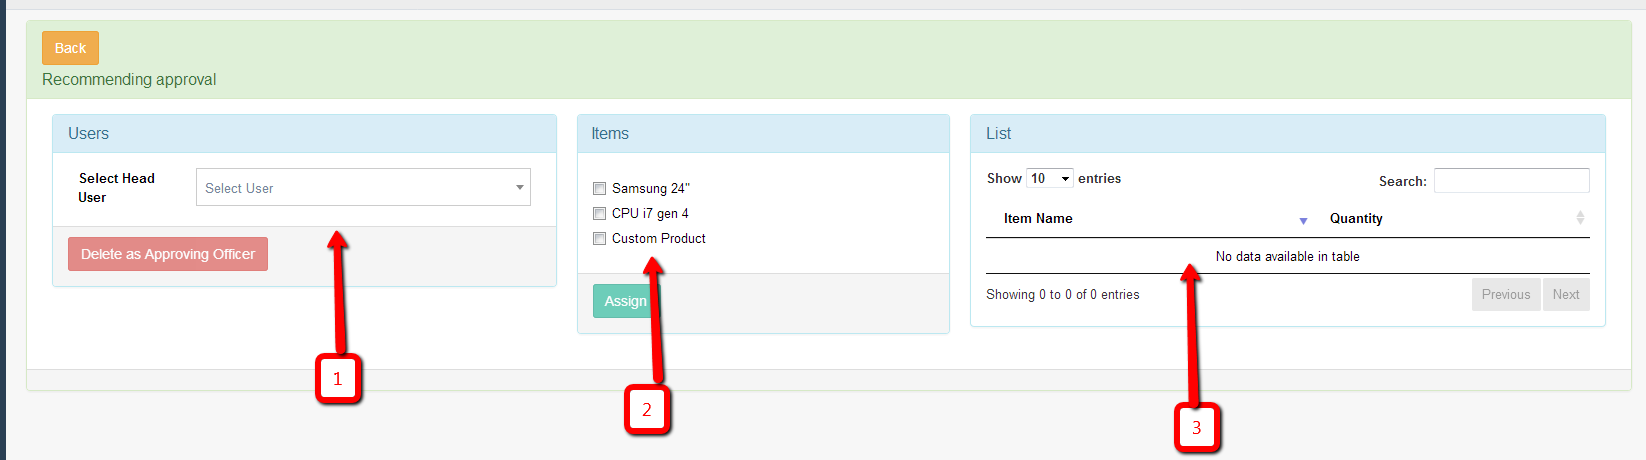 Back
Recommending approval
Users
Select Head
User
Select User
Delete as Approving Officer
1
Items
Samsung 24"
CPU i7 gen 4
Custom Product
Assign
2
List
Show 10 entries
Search:
Item Name Quantity
No data available in table
Showing 0 to 0 of 0 entries
Previous Next
3